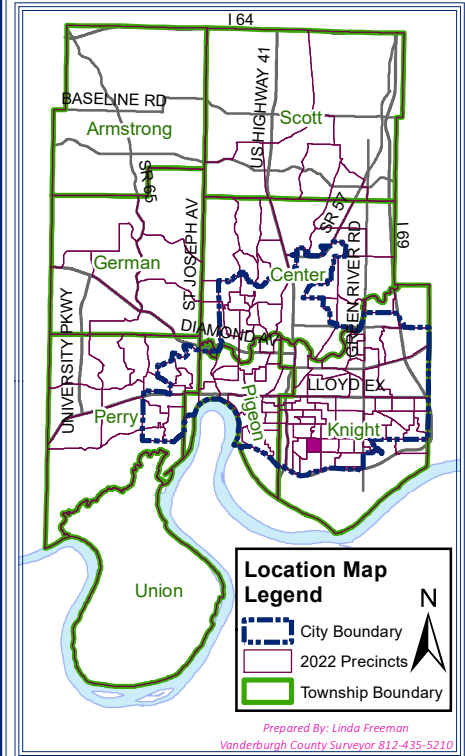 I 64
BASELINE RD
Armstrong
US HIGHWAY 41
Scott
SR 65
ST JOSEPH AV
German
SR 57
Center
I 69
GREEN RIVER RD
UNIVERSITY PKWY
DIAMOND AV
LLOYD EX
Perry
Pigeon
Knight
Union
Location Map
Legend
N
City Boundary
2022 Precincts
Township Boundary
Prepared By: Linda Freeman
Vanderburgh County Surveyor 812-435-5210